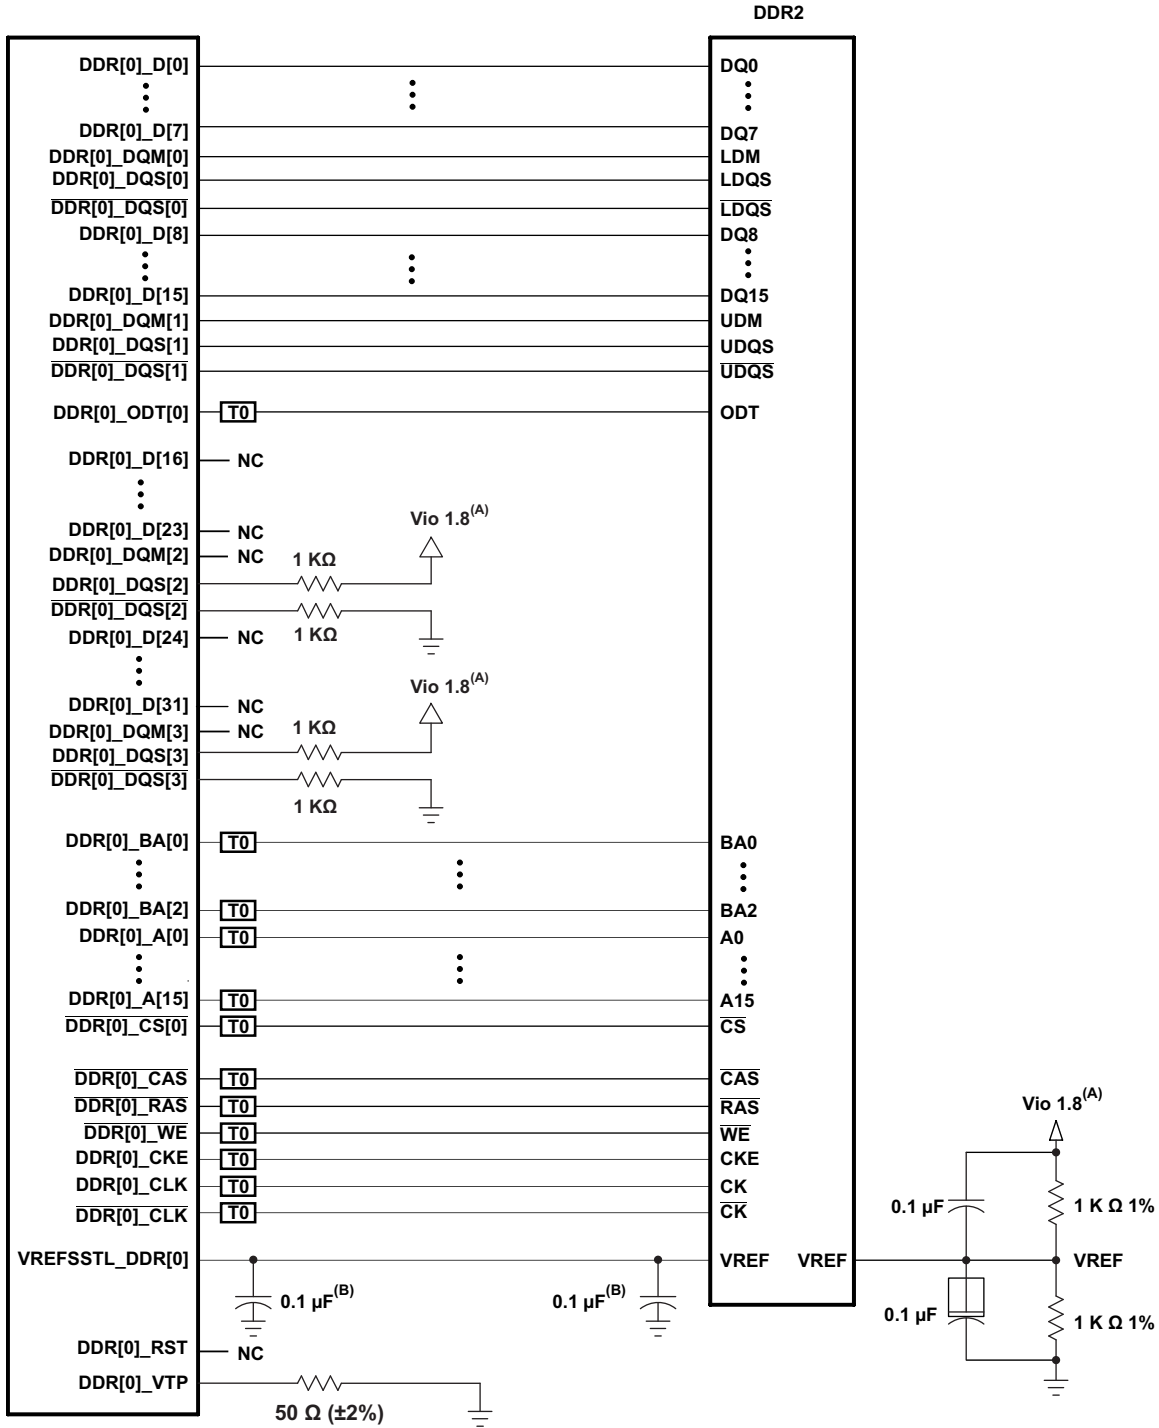 DDR2
DDR[0]_D[0] DQ0
DDR[0]_D[7] DQ7
DDR[0]_DQM[0] LDM
DDR[0]_DQS[0] LDQS
DDR[0]_DQS[0] LDQS
DDR[0]_D[8] DQ8
DDR[0]_D[15] DQ15
DDR[0]_DQM[1] UDM
DDR[0]_DQS[1] UDQS
DDR[0]_DQS[1] UDQS
DDR[0]_ODT[0] T0 ODT
DDR[0]_D[16] NC
Vio 1.8(A)
DDR[0]_D[23] NC
DDR[0]_DQM[2] NC
1 KΩ
DDR[0]_DQS[2]
DDR[0]_DQS[2]
1 KΩ
DDR[0]_D[24] NC
Vio 1.8(A)
DDR[0]_D[31] NC
1 KΩ
DDR[0]_DQM[3] NC
DDR[0]_DQS[3]
DDR[0]_DQS[3]
1 KΩ
DDR[0]_BA[0] T0 BA0
DDR[0]_BA[2] T0 BA2
DDR[0]_A[0] T0 A0
DDR[0]_A[15] T0 A15
DDR[0]_CS[0] T0 CS
DDR[0]_CAS T0 CAS
DDR[0]_RAS T0 RAS
Vio 1.8(A)
DDR[0]_WE T0 WE
DDR[0]_CKE T0 CKE
DDR[0]_CLK T0 CK
0.1 µF 1 K Ω 1%
DDR[0]_CLK T0 CK
VREFSSTL_DDR[0] VREF VREF VREF
0.1 µF(B) 0.1 µF(B)
0.1 µF 1 K Ω 1%
DDR[0]_RST NC
DDR[0]_VTP
50 Ω (±2%)